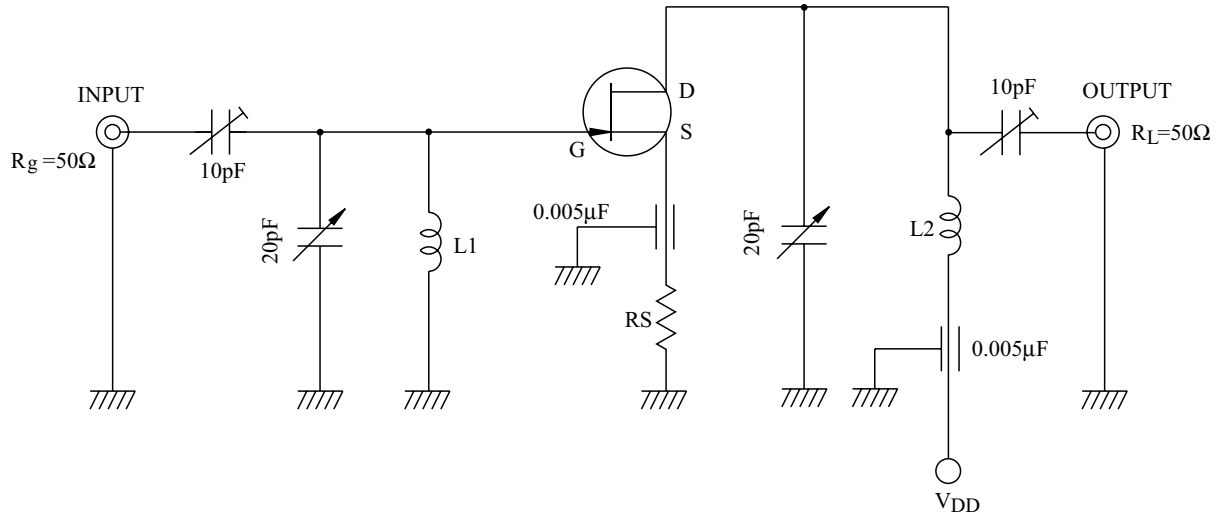 INPUT
Rg =50Ω
10pF
20pF
L1
G
D
S
0.005µF
RS
20pF
L2
0.005µF
VDD
10pF
OUTPUT
RL=50Ω